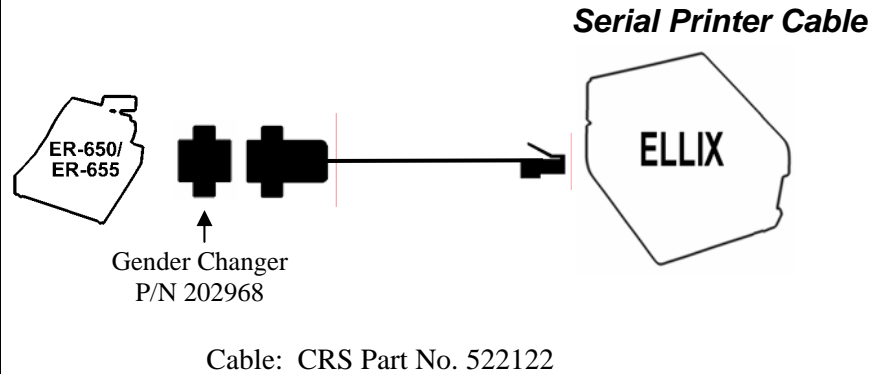 Serial Printer Cable
ER-650/
ER-655
ELLIX
Gender Changer
P/N 202968
Cable: CRS Part No. 522122